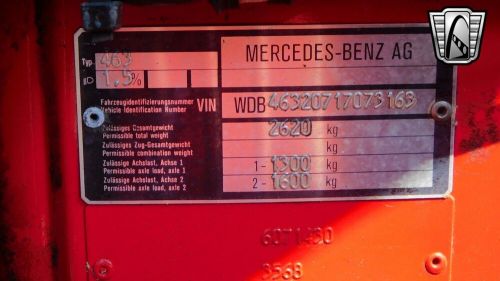 Typ 463
1,5%
MERCEDES-BENZ AG
Fahrzeugidentifizierungsnummer
Vehicle Identification Number VIN WDB46320717073163
Zulässiges Gesamtgewicht
Permissible total weight 2620 kg
Zulässiges Zug-Gesamtgewicht
Permissible combination weight kg
Zulässige Achslast, Achse 1
Permissible axle load, axle 1 1-1300 kg
Zulässige Achslast, Achse 2
Permissible axle load, axle 2 2-1600 kg
6071430
3568